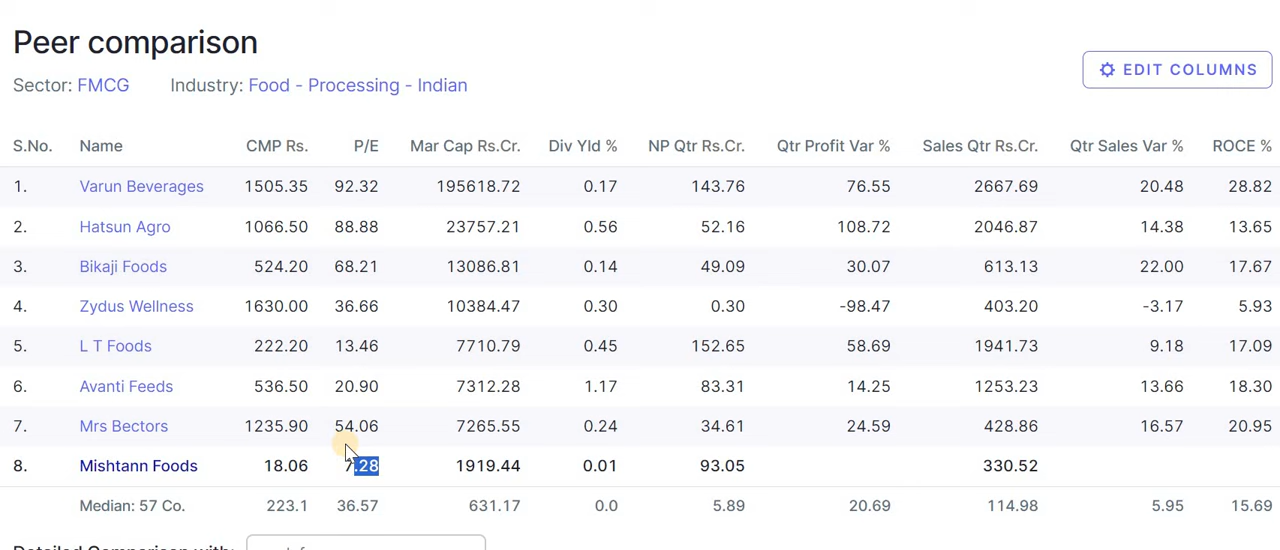 Peer comparison
Sector: FMCG Industry: Food - Processing - Indian
EDIT COLUMNS
S.No. Name CMP Rs. P/E Mar Cap Rs.Cr. Div Yld % NP Qtr Rs.Cr. Qtr Profit Var % Sales Qtr Rs.Cr. Qtr Sales Var % ROCE %
1. Varun Beverages 1505.35 92.32 195618.72 0.17 143.76 76.55 2667.69 20.48 28.82
2. Hatsun Agro 1066.50 88.88 23757.21 0.56 52.16 108.72 2046.87 14.38 13.65
3. Bikaji Foods 524.20 68.21 13086.81 0.14 49.09 30.07 613.13 22.00 17.67
4. Zydus Wellness 1630.00 36.66 10384.47 0.30 0.30 -98.47 403.20 -3.17 5.93
5. L T Foods 222.20 13.46 7710.79 0.45 152.65 58.69 1941.73 9.18 17.09
6. Avanti Feeds 536.50 20.90 7312.28 1.17 83.31 14.25 1253.23 13.66 18.30
7. Mrs Bectors 1235.90 54.06 7265.55 0.24 34.61 24.59 428.86 16.57 20.95
8. Mishtann Foods 18.06 7.28 1919.44 0.01 93.05 330.52
Median: 57 Co. 223.1 36.57 631.17 0.0 5.89 20.69 114.98 5.95 15.69
Detailed Comparison with: